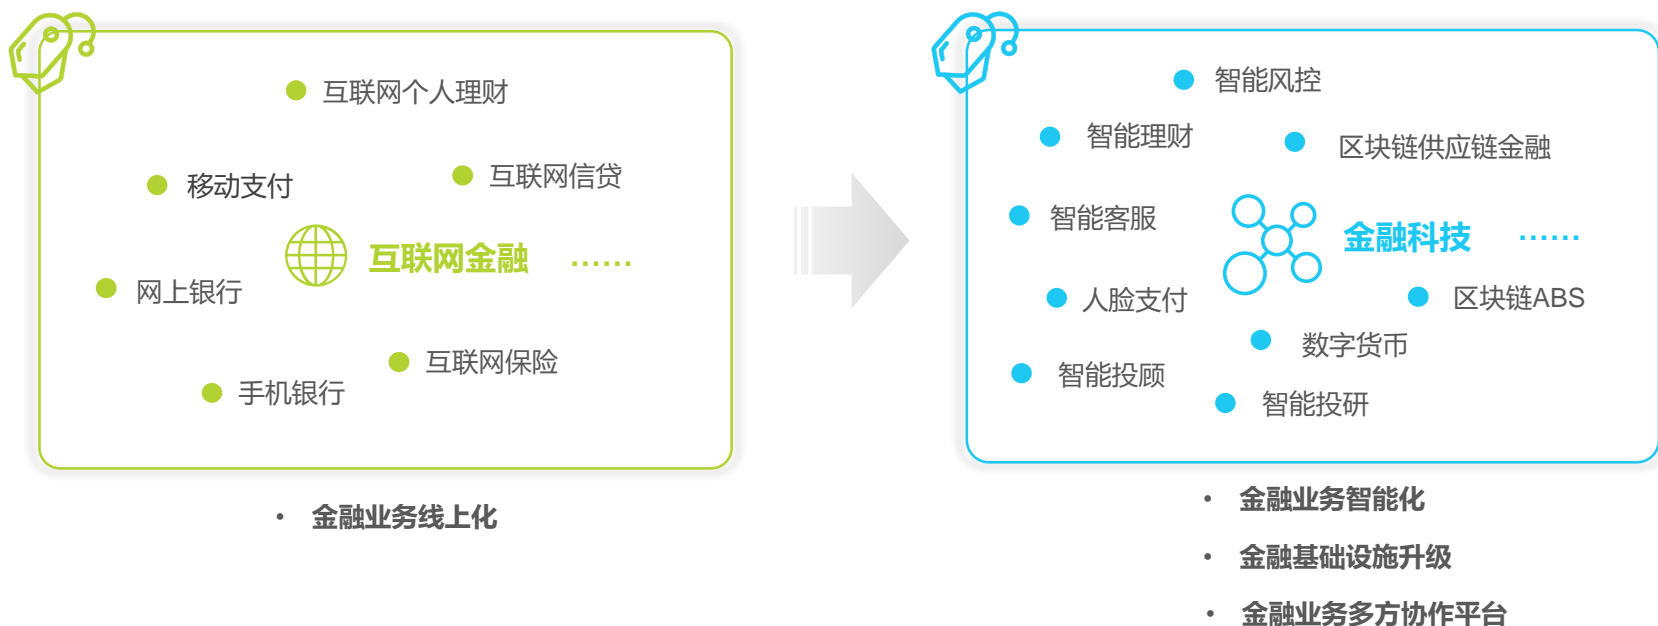 互联网个人理财
移动支付
互联网信贷
互联网金融 ……
网上银行
互联网保险
手机银行
• 金融业务线上化
智能风控
智能理财
区块链供应链金融
智能客服
金融科技 ……
人脸支付
区块链ABS
数字货币
智能投顾
智能投研
• 金融业务智能化
• 金融基础设施升级
• 金融业务多方协作平台